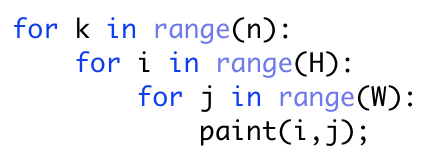 for k in range(n):
    for i in range(H):
        for j in range(W):
            paint(i,j);